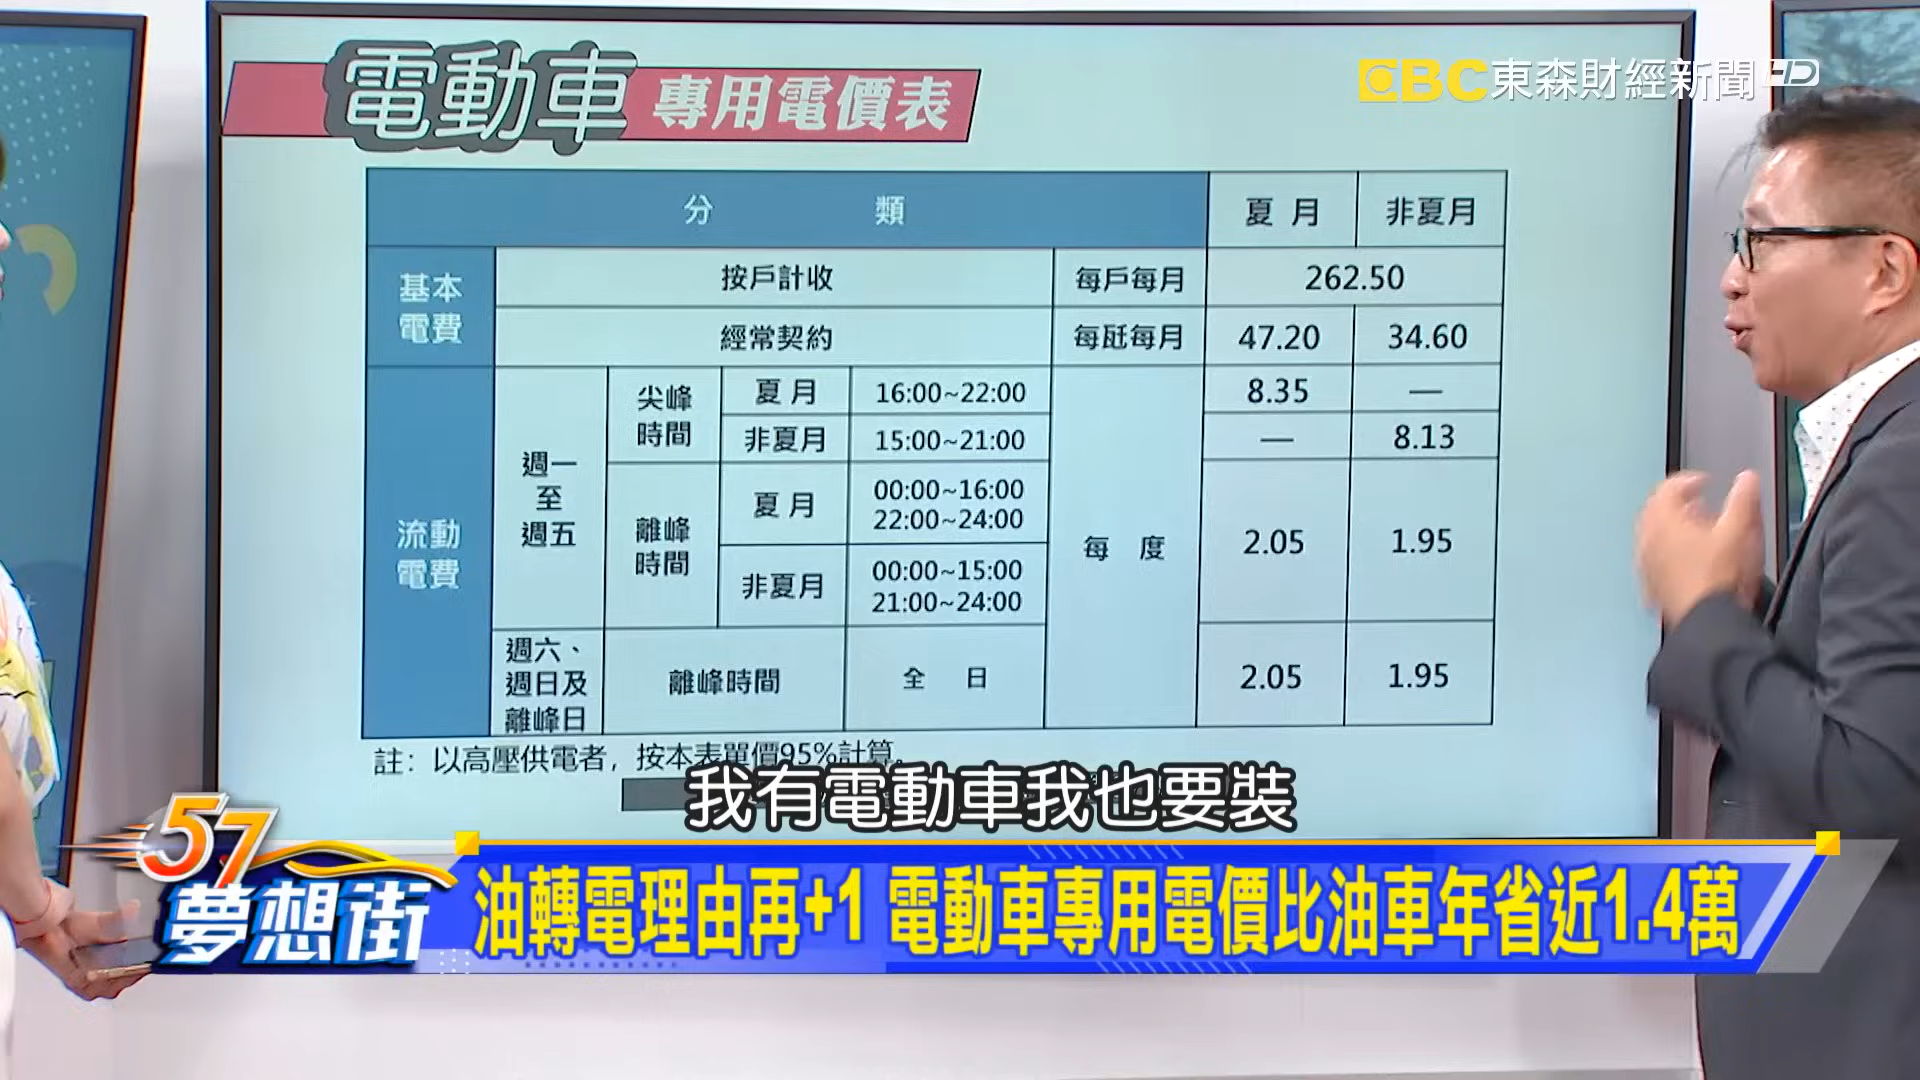 電動車 專用電價表
EBC 東森財經新聞 HD
分 類 夏 月 非夏月
基本電費 按戶計收 每戶每月 262.50
經常契約 每瓩每月 47.20 34.60
流動電費 週一至週五 尖峰時間 夏 月 16:00~22:00 每 度 8.35 —
非夏月 15:00~21:00 — 8.13
離峰時間 夏 月 00:00~16:00 22:00~24:00 2.05 1.95
非夏月 00:00~15:00 21:00~24:00
週六、週日及離峰日 離峰時間 全 日 2.05 1.95
註：以高壓供電者，按本表單價95%計算。
我有電動車我也要裝
57夢想街
油轉電理由再+1 電動車專用電價比油車年省近1.4萬